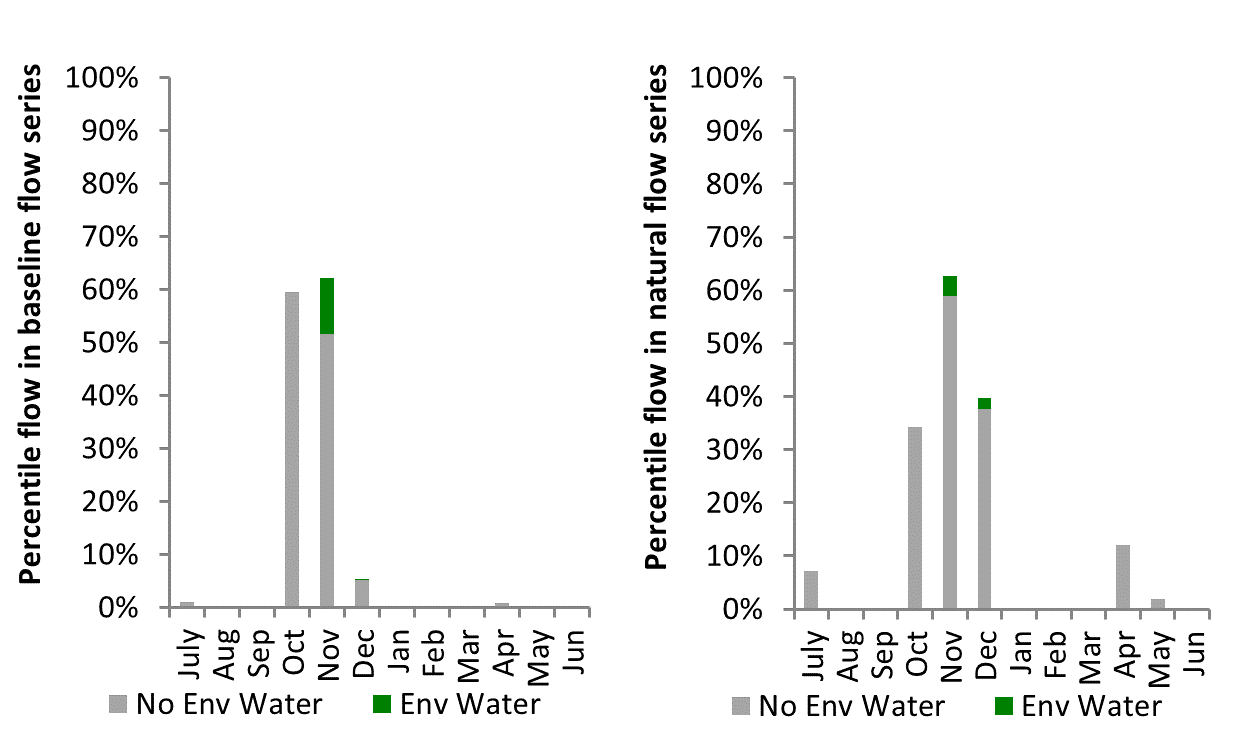 Percentile flow in baseline flow series
100%
90%
80%
70%
60%
50%
40%
30%
20%
10%
0%
July
Aug
Sep
Oct
Nov
Dec
Jan
Feb
Mar
Apr
May
Jun
No Env Water
Env Water
Percentile flow in natural flow series
100%
90%
80%
70%
60%
50%
40%
30%
20%
10%
0%
July
Aug
Sep
Oct
Nov
Dec
Jan
Feb
Mar
Apr
May
Jun
No Env Water
Env Water